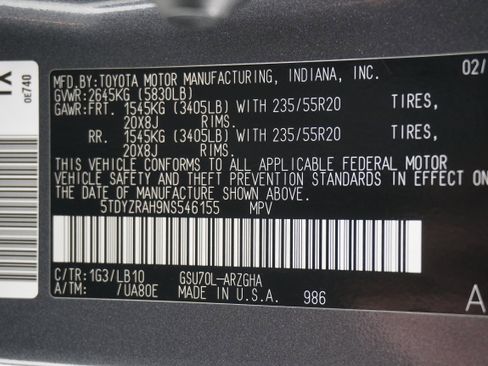 MFD. BY: TOYOTA MOTOR MANUFACTURING, INDIANA, INC. 02/
GVWR: 2645KG (5830LB)
GAWR: FRT. 1545KG (3405LB) WITH 235/55R20 TIRES,
20X8J RIMS.
RR. 1545KG (3405LB) WITH 235/55R20 TIRES,
20X8J RIMS.
THIS VEHICLE CONFORMS TO ALL APPLICABLE FEDERAL MOTOR
VEHICLE SAFETY AND THEFT PREVENTION STANDARDS IN EFFECT ON
THE DATE OF MANUFACTURE SHOWN ABOVE.
5TDYZRAH9NS546155 MPV
C/TR: 1G3/LB10 GSU70L-ARZGHA
A/TM: /UA80E MADE IN U.S.A. 986
A
0E740